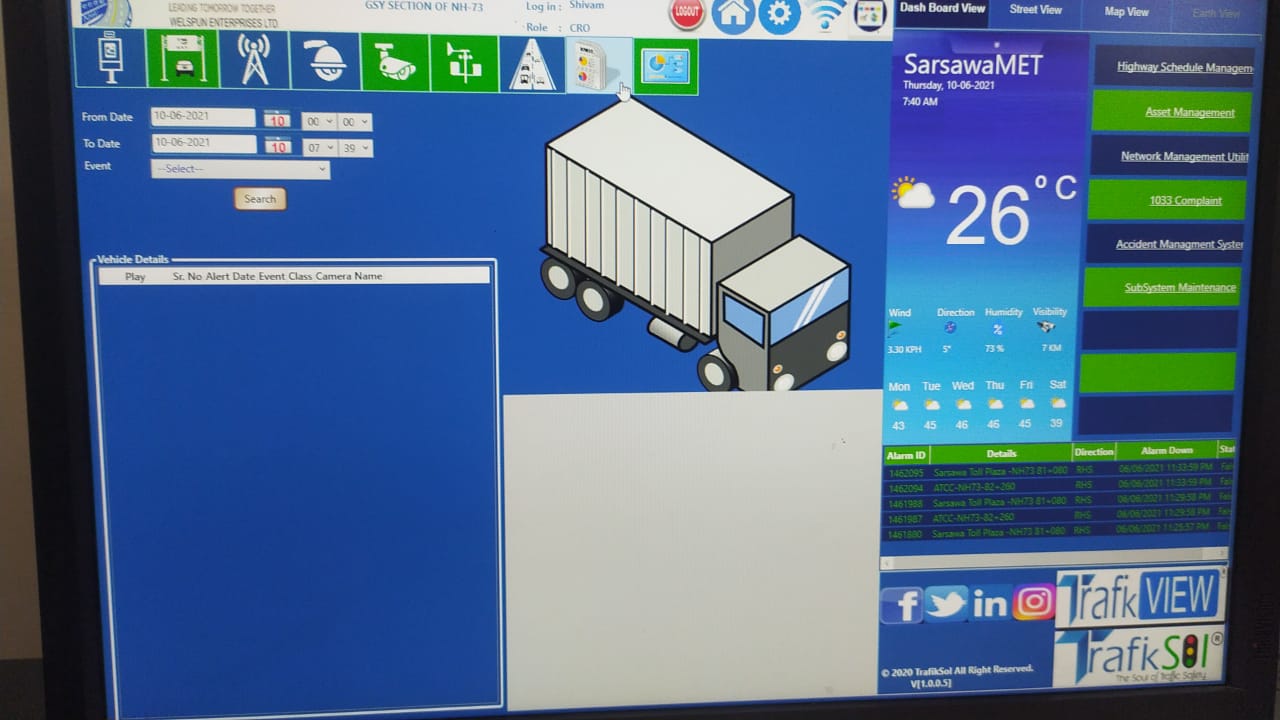 LEADING TOMORROW TOGETHER
WELSPUN ENTERPRISES LTD
GSY SECTION OF NH-73
Log in : Shivam
Role : CRO
LOGOUT
Dash Board View
Street View
Map View
Earth View
From Date
10-06-2021
10
00
00
To Date
10-06-2021
10
07
39
Event
--Select--
Search
Vehicle Details
Play Sr. No Alert Date Event Class Camera Name
SarsawaMET
Thursday, 10-06-2021
7:40 AM
26° C
Wind Direction Humidity Visibility
3.30 KPH 5° 73 % 7 KM
Mon Tue Wed Thu Fri Sat
43 45 46 46 45 39
Highway Schedule Managem
Asset Management
Network Management Utili
1033 Complaint
Accident Managment Syster
SubSystem Maintenance
Alarm ID Details Direction Alarm Down Stat
1462095 Sarsawa Toll Plaza -NH73 81+080 RHS 06/06/2021 11:33:59 PM
1462094 ATCC-NH73-82+260 RHS 06/06/2021 11:33:59 PM
1461988 Sarsawa Toll Plaza -NH73 81+080 RHS 06/06/2021 11:29:58 PM
1461987 ATCC-NH73-82+260 RHS 06/06/2021 11:29:58 PM
1461880 Sarsawa Toll Plaza -NH73 81+080 RHS 06/06/2021 11:25:57 PM
f
in
TrafikVIEW
TrafikSol®
The Soul of Traffic Safety
© 2020 TrafikSol All Right Reserved.
V[1.0.0.5]